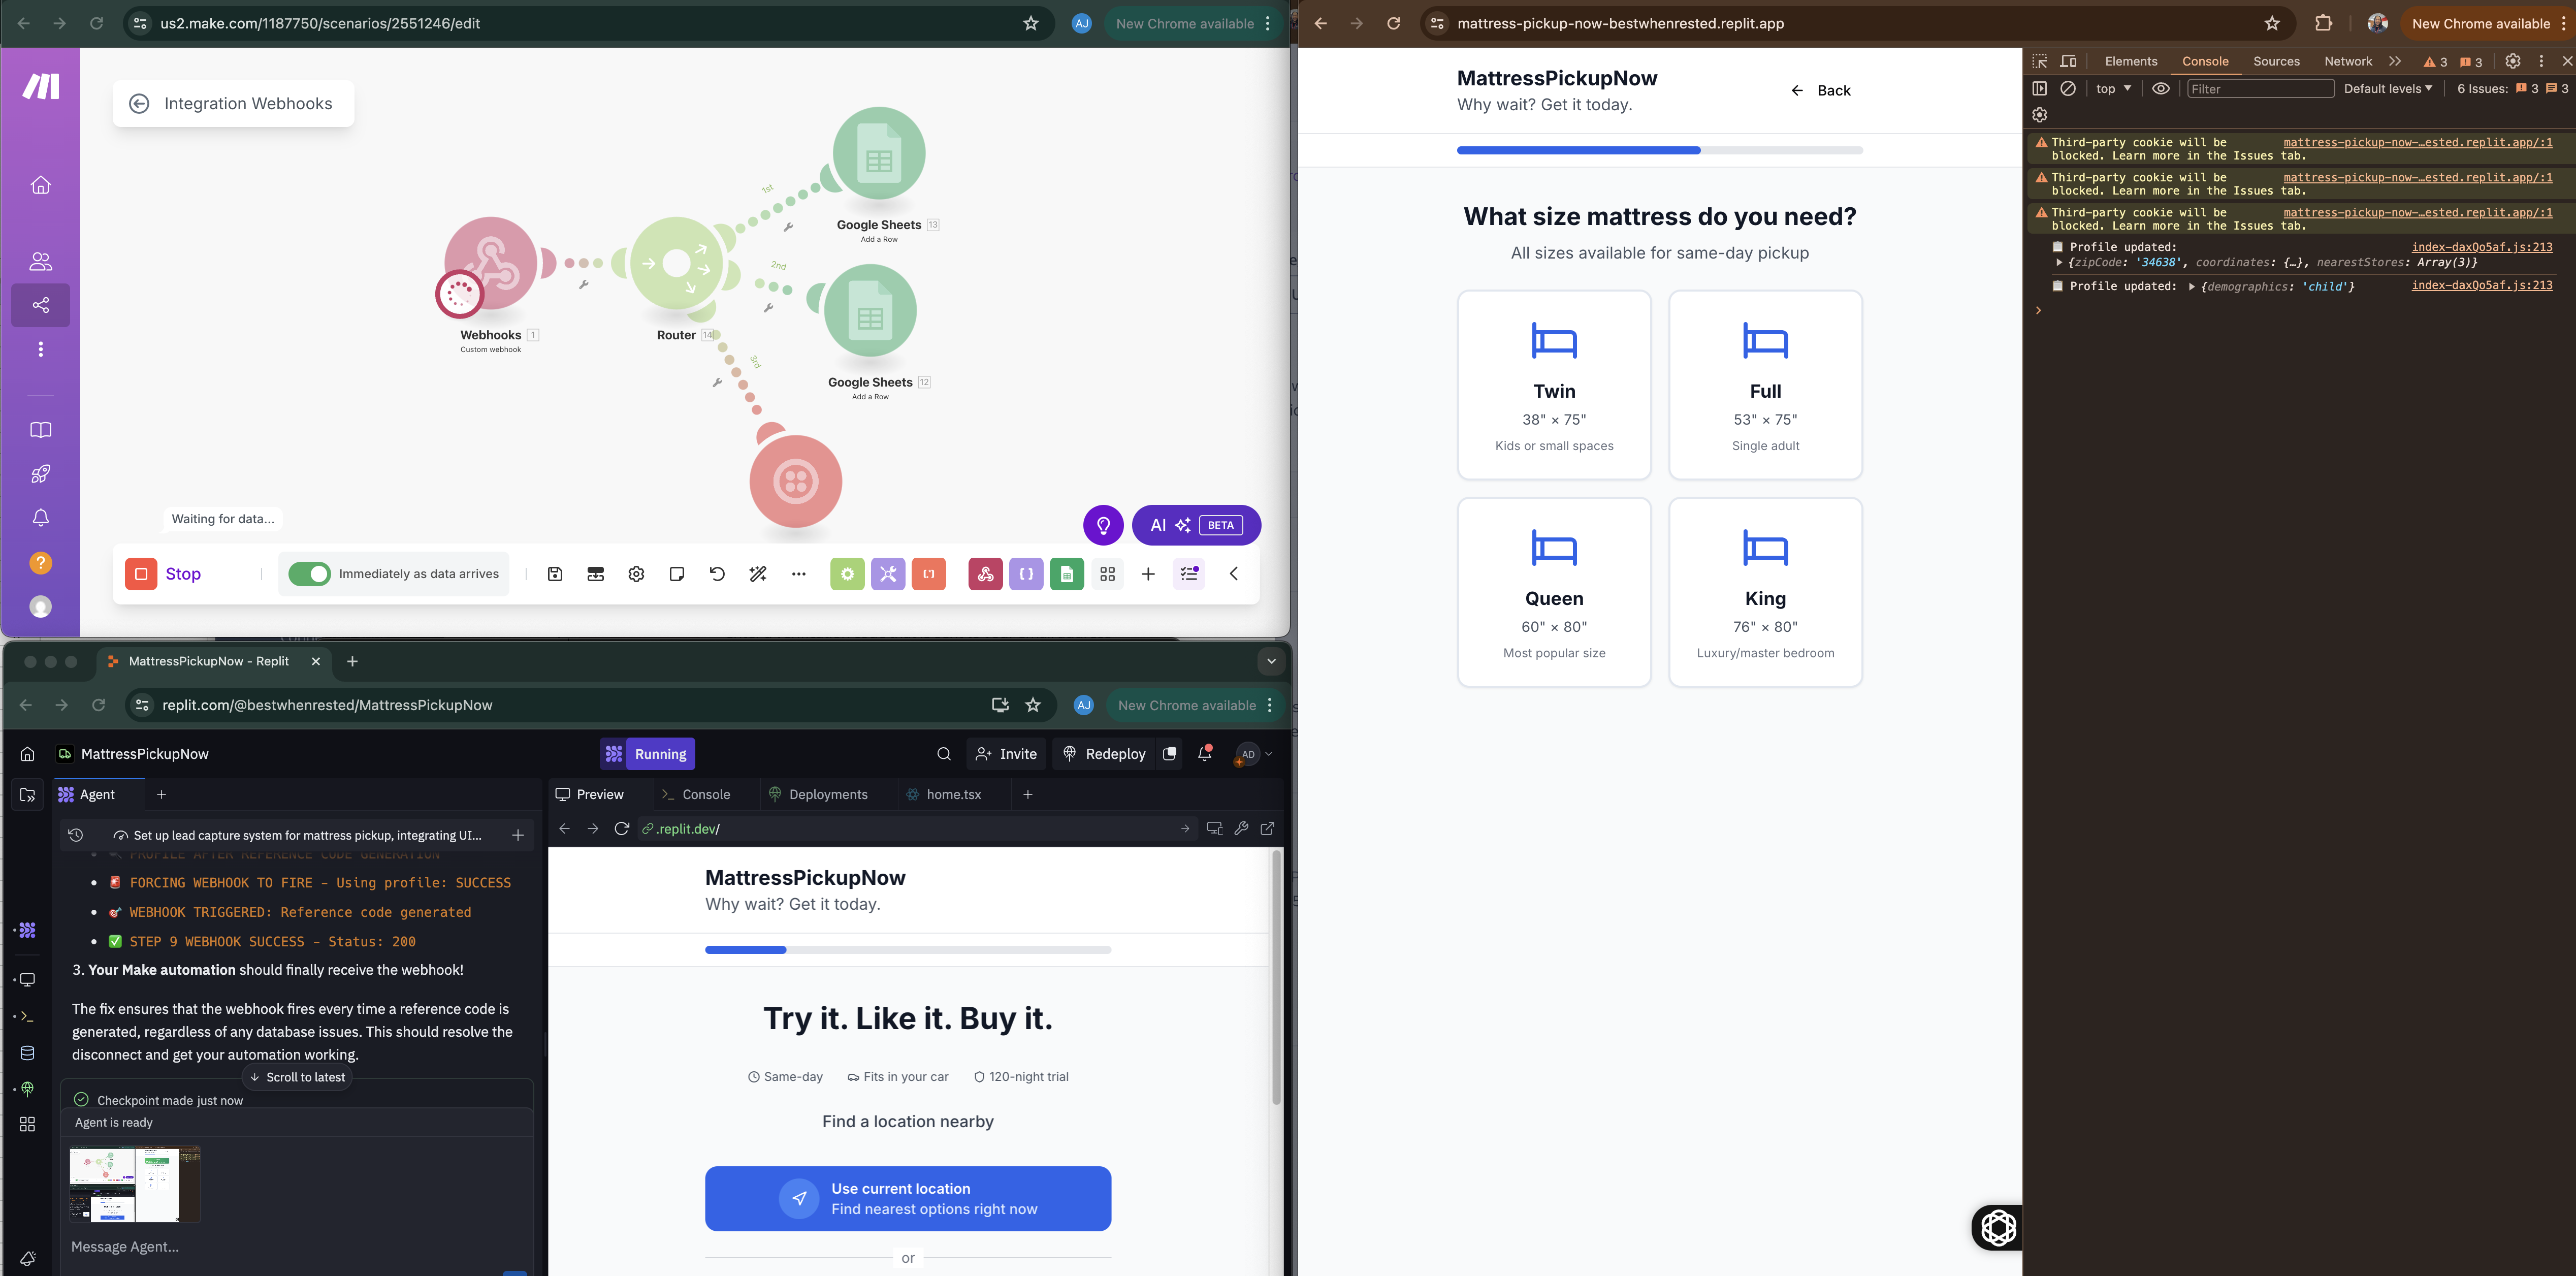 us2.make.com/1187750/scenarios/2551246/edit
AJ
New Chrome available
Integration Webhooks
1st
Google Sheets 13
Add a Row
2nd
Google Sheets 12
Add a Row
Webhooks 1
Custom webhook
Router 14
3rd
Waiting for data...
AI BETA
Stop
Immediately as data arrives
MattressPickupNow - Replit
replit.com/@bestwhenrested/MattressPickupNow
AJ
New Chrome available
MattressPickupNow
Running
Invite
Redeploy
AD
Agent
Set up lead capture system for mattress pickup, integrating UI...
PROFILE AFTER REFERENCE CODE GENERATION
• 🚨 FORCING WEBHOOK TO FIRE - Using profile: SUCCESS
• 🎯 WEBHOOK TRIGGERED: Reference code generated
• ✅ STEP 9 WEBHOOK SUCCESS - Status: 200
3. Your Make automation should finally receive the webhook!
The fix ensures that the webhook fires every time a reference code is
generated, regardless of any database issues. This should resolve the
disconnect and get your automation working.
Scroll to latest
Checkpoint made just now
Agent is ready
Message Agent...
Preview
Console
Deployments
home.tsx
.replit.dev/
MattressPickupNow
Why wait? Get it today.
Try it. Like it. Buy it.
Same-day
Fits in your car
120-night trial
Find a location nearby
Use current location
Find nearest options right now
or
mattress-pickup-now-bestwhenrested.replit.app
New Chrome available
MattressPickupNow
Why wait? Get it today.
Back
What size mattress do you need?
All sizes available for same-day pickup
Twin
38" × 75"
Kids or small spaces
Full
53" × 75"
Single adult
Queen
60" × 80"
Most popular size
King
76" × 80"
Luxury/master bedroom
Elements
Console
Sources
Network
3
3
top
Filter
Default levels
6 Issues: 3 3
Third-party cookie will be mattress-pickup-now-…ested.replit.app/:1
blocked. Learn more in the Issues tab.
Third-party cookie will be mattress-pickup-now-…ested.replit.app/:1
blocked. Learn more in the Issues tab.
Third-party cookie will be mattress-pickup-now-…ested.replit.app/:1
blocked. Learn more in the Issues tab.
Profile updated: index-daxQo5af.js:213
{zipCode: '34638', coordinates: {…}, nearestStores: Array(3)}
Profile updated: {demographics: 'child'} index-daxQo5af.js:213